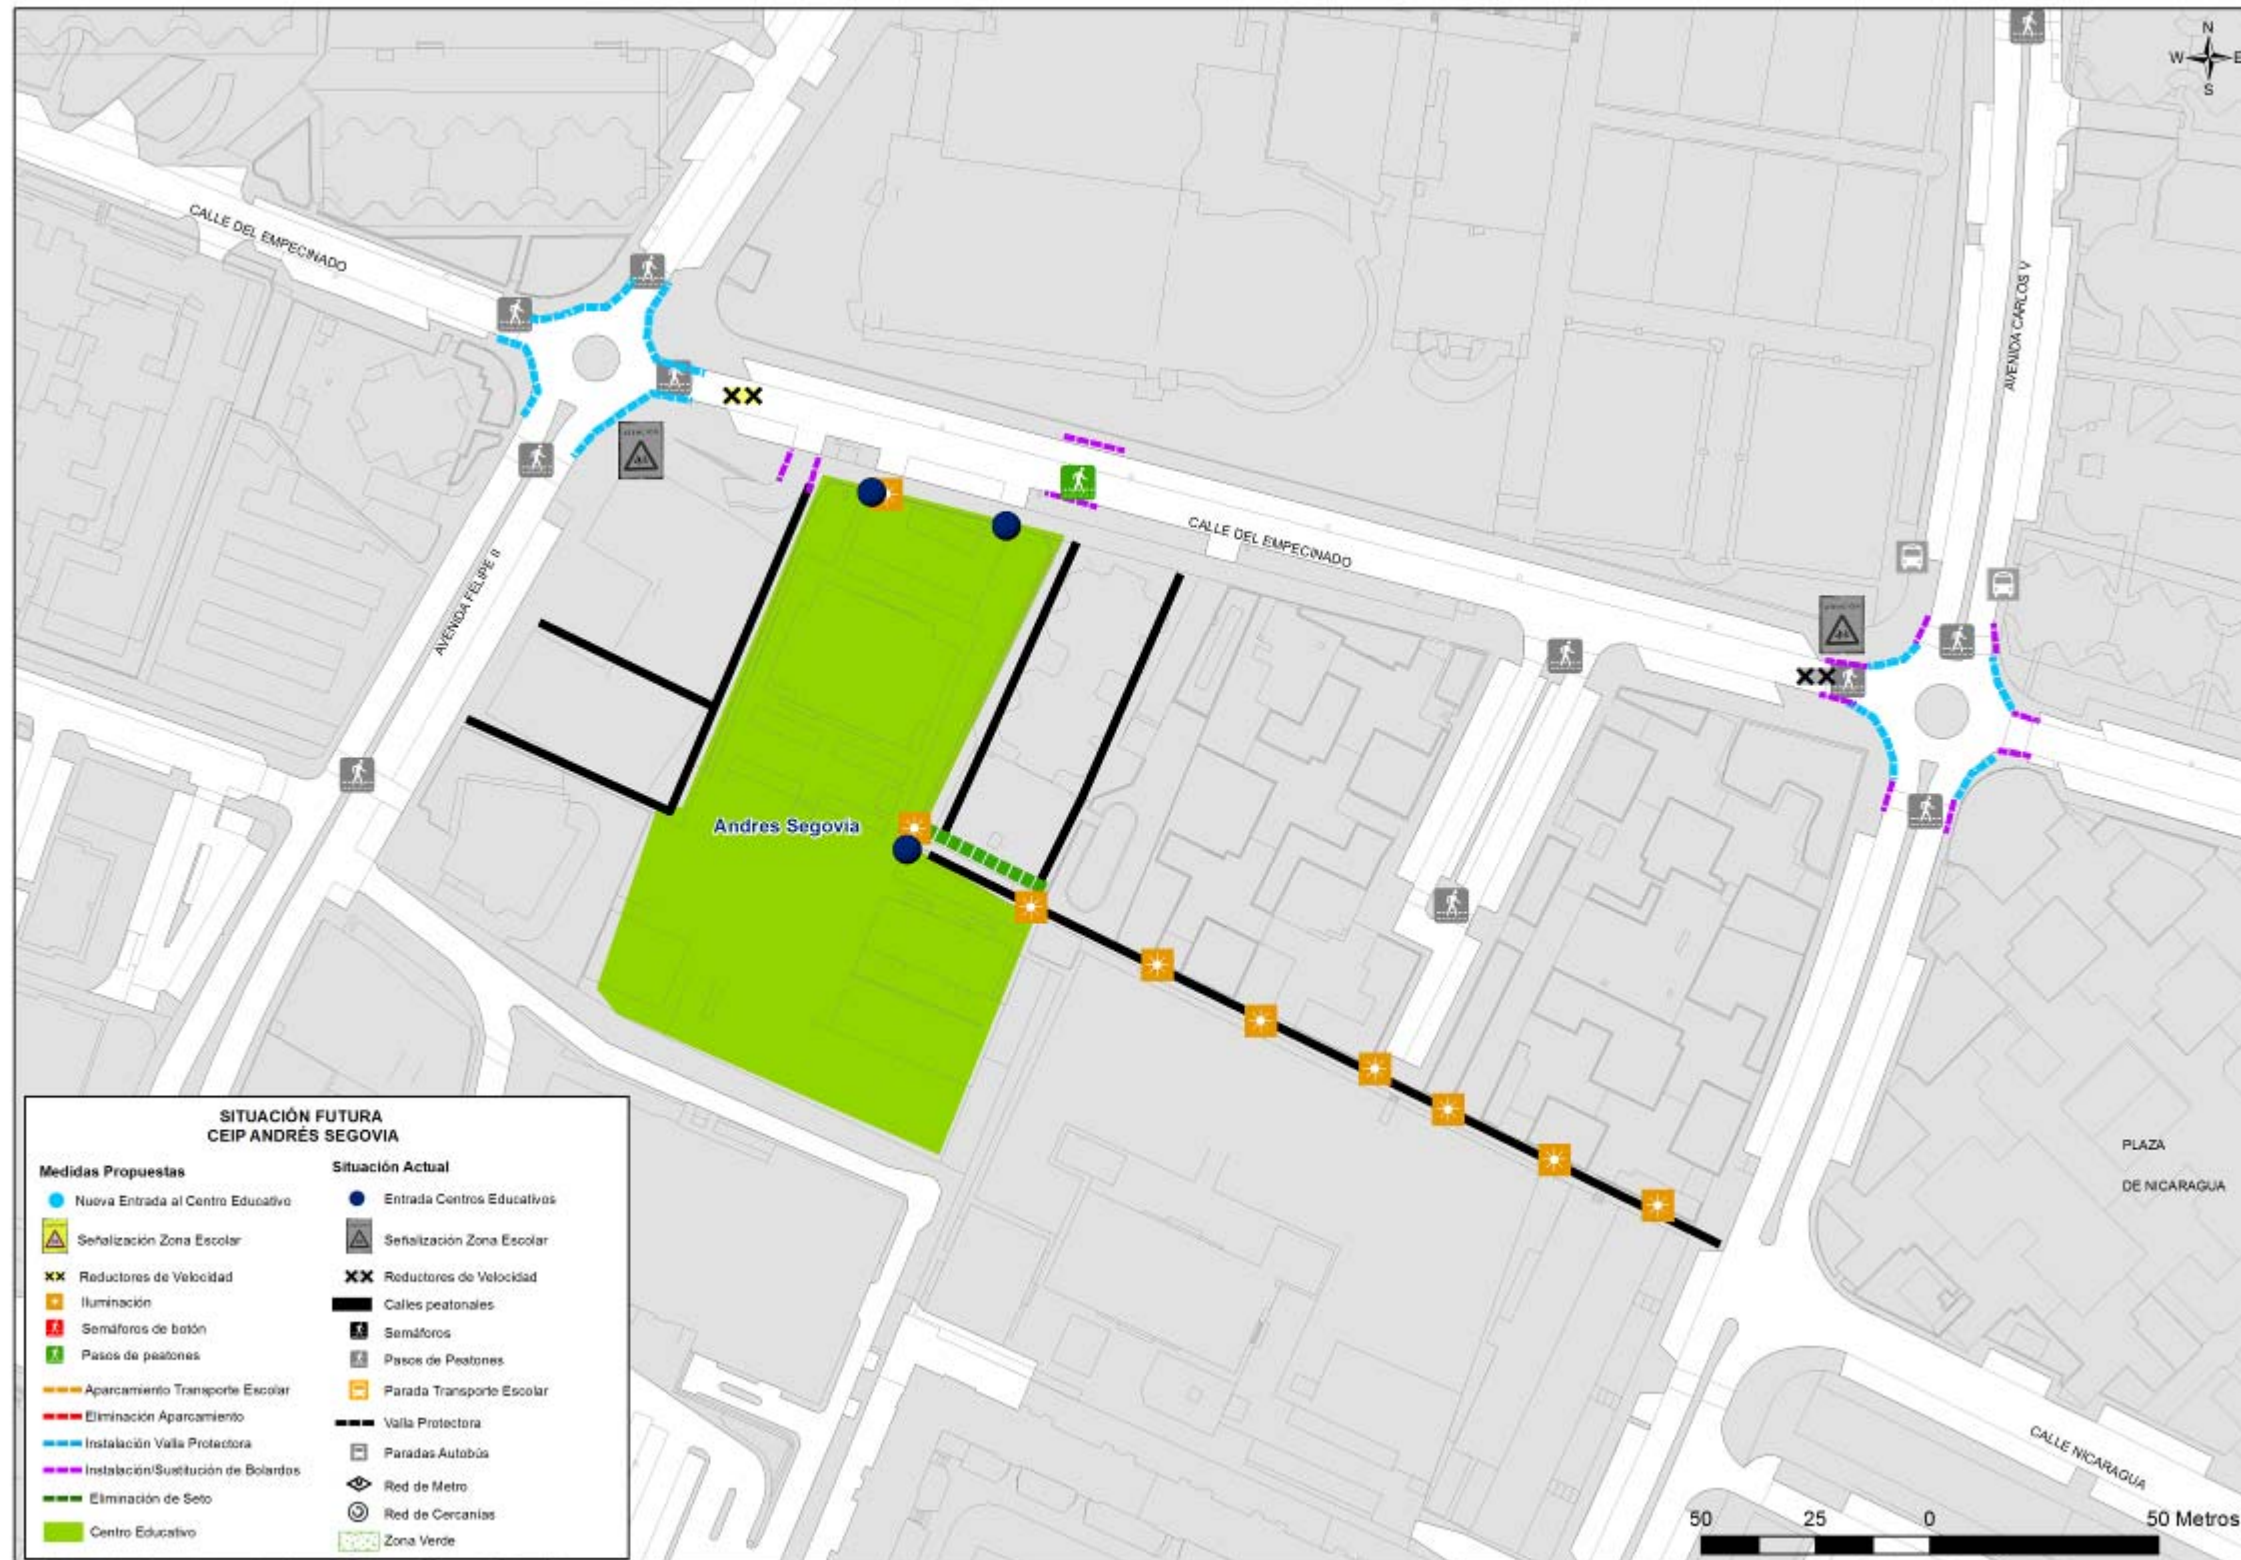 N
W E
S
CALLE DEL EMPECINADO
AVENIDA CARLOS V
CALLE DEL EMPECINADO
AVENIDA FELIPE II
Andres Segovia
PLAZA
DE NICARAGUA
CALLE NICARAGUA
SITUACIÓN FUTURA
CEIP ANDRÉS SEGOVIA
Medidas Propuestas
Nueva Entrada al Centro Educativo
Señalización Zona Escolar
Reductores de Velocidad
Iluminación
Semáforos de botón
Pasos de peatones
Aparcamiento Transporte Escolar
Eliminación Aparcamiento
Instalación Valla Protectora
Instalación/Sustitución de Bolardos
Eliminación de Seto
Centro Educativo
Situación Actual
Entrada Centros Educativos
Señalización Zona Escolar
Reductores de Velocidad
Calles peatonales
Semáforos
Pasos de Peatones
Parada Transporte Escolar
Valla Protectora
Paradas Autobús
Red de Metro
Red de Cercanías
Zona Verde
50 25 0 50 Metros